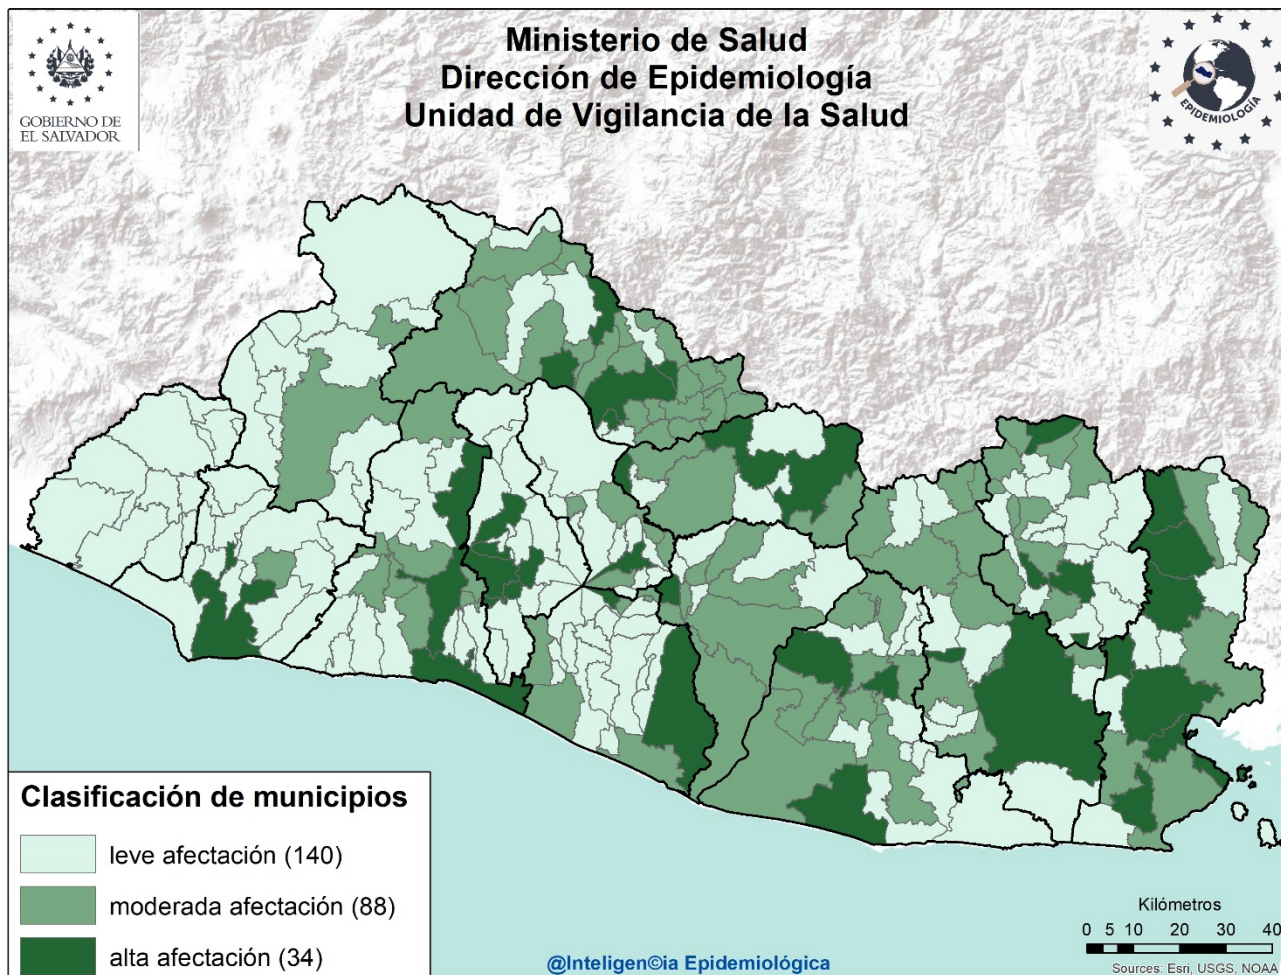 Ministerio de Salud
Dirección de Epidemiología
Unidad de Vigilancia de la Salud
GOBIERNO DE
EL SALVADOR
EPIDEMIOLOGÍA
Clasificación de municipios
leve afectación (140)
moderada afectación (88)
alta afectación (34)
Kilómetros
0 5 10 20 30 40
@Inteligen©ia Epidemiológica
Sources: Esri, USGS, NOAA